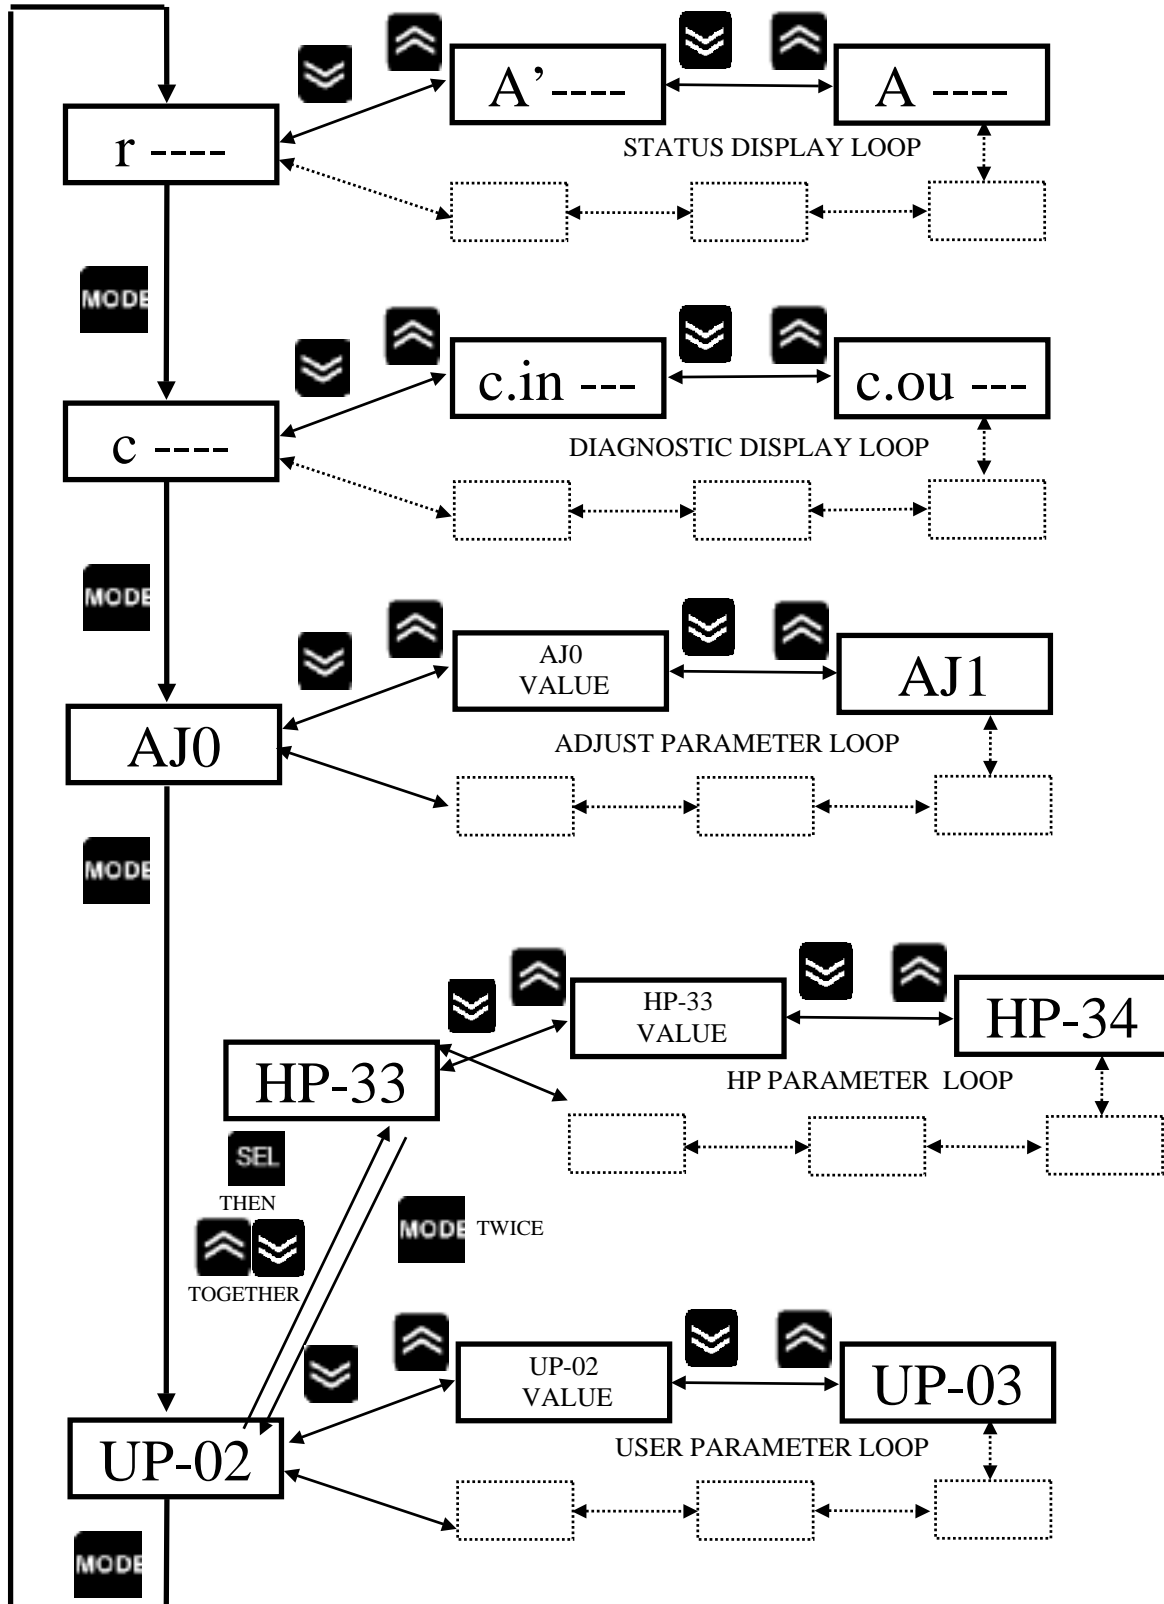 A’----
A ----
r ----
STATUS DISPLAY LOOP
MODE
c.in ---
c.ou ---
c ----
DIAGNOSTIC DISPLAY LOOP
MODE
AJ0
VALUE
AJ1
AJ0
ADJUST PARAMETER LOOP
MODE
HP-33
VALUE
HP-34
HP-33
HP PARAMETER LOOP
SEL
THEN
MODE TWICE
TOGETHER
UP-02
VALUE
UP-03
UP-02
USER PARAMETER LOOP
MODE